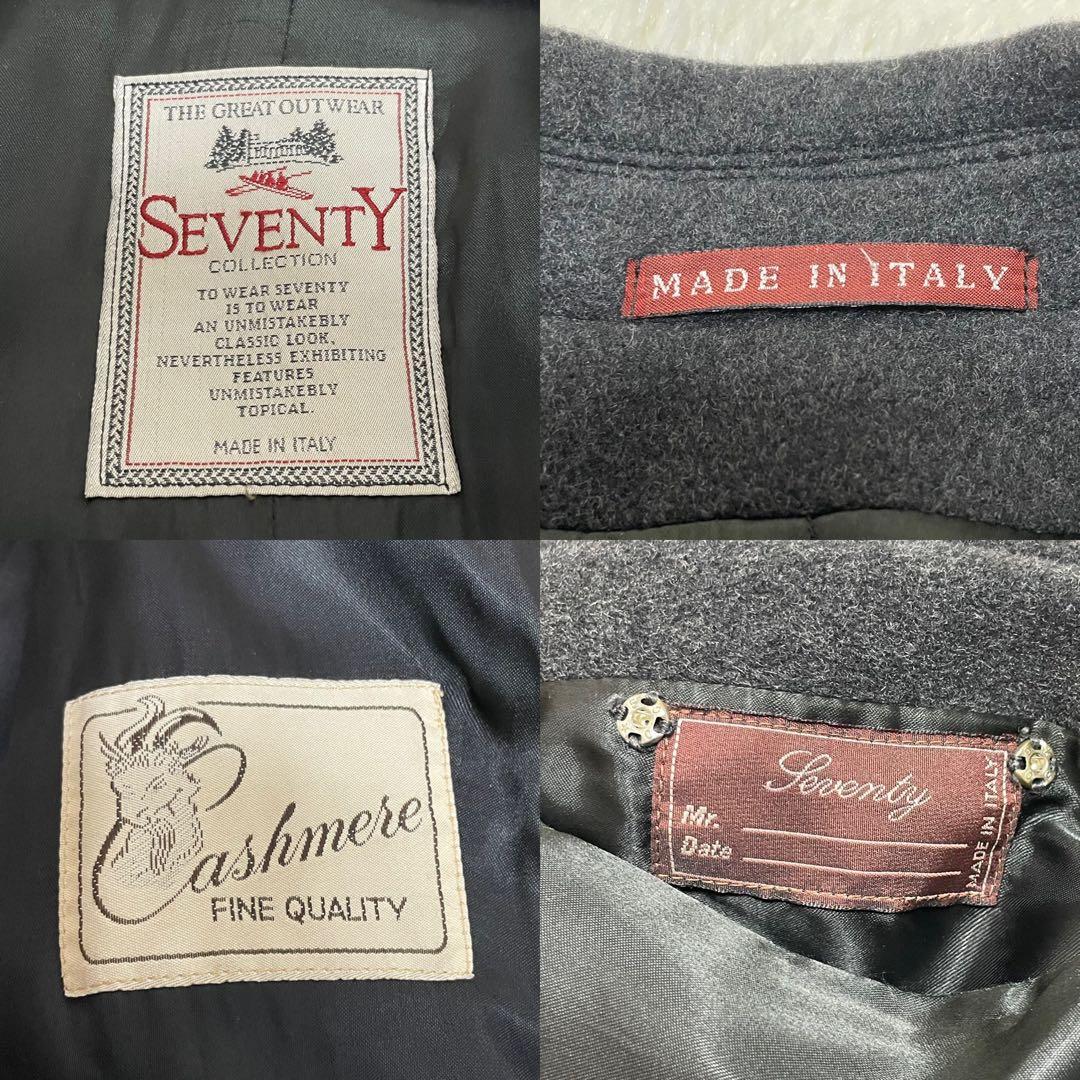 THE GREAT OUTWEAR
SEVENTY
COLLECTION
TO WEAR SEVENTY
IS TO WEAR
AN UNMISTAKEBLY
CLASSIC LOOK,
NEVERTHELESS EXHIBITING
FEATURES
UNMISTAKEBLY
TOPICAL.
MADE IN ITALY
MADE IN ITALY
Cashmere
FINE QUALITY
Seventy
Mr.
Date
MADE IN ITALY